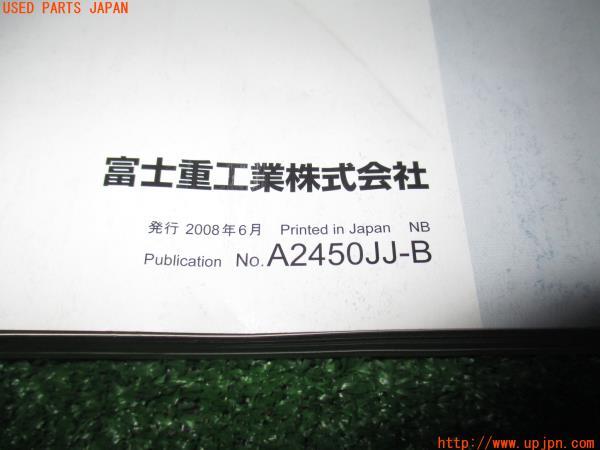 USED PARTS JAPAN
富士重工業株式会社
発行 2008年6月 Printed in Japan NB
Publication No.A2450JJ-B
http://www.upjpn.com/